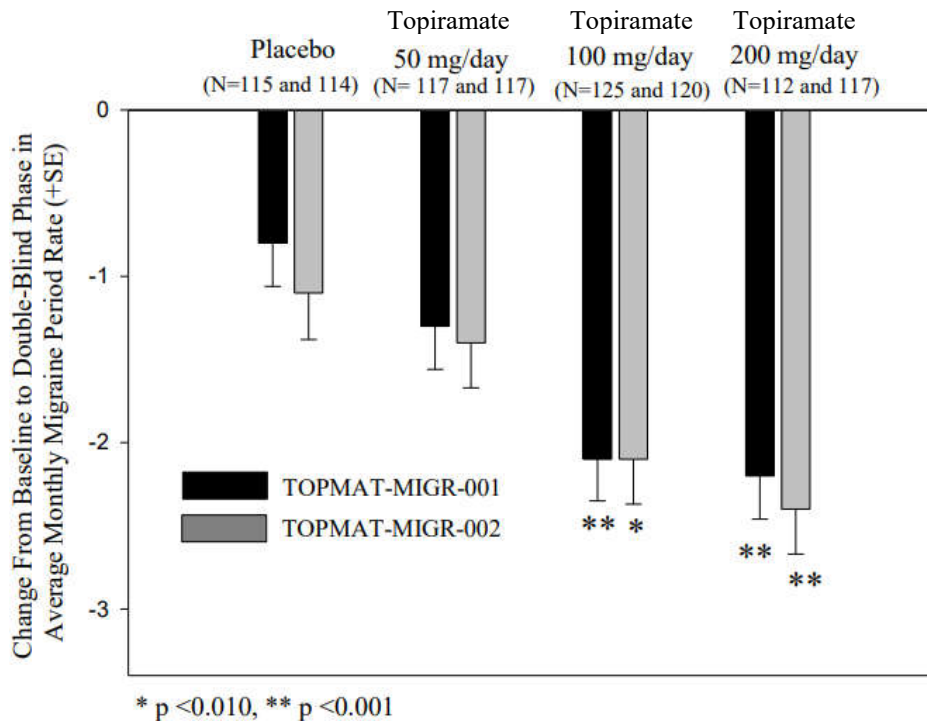 Placebo
(N=115 and 114)
Topiramate
50 mg/day
(N= 117 and 117)
Topiramate
100 mg/day
(N=125 and 120)
Topiramate
200 mg/day
(N=112 and 117)
Change From Baseline to Double-Blind Phase in
Average Monthly Migraine Period Rate (+SE)
0
-1
-2
-3
TOPMAT-MIGR-001
TOPMAT-MIGR-002
**
*
**
**
* p <0.010, ** p <0.001